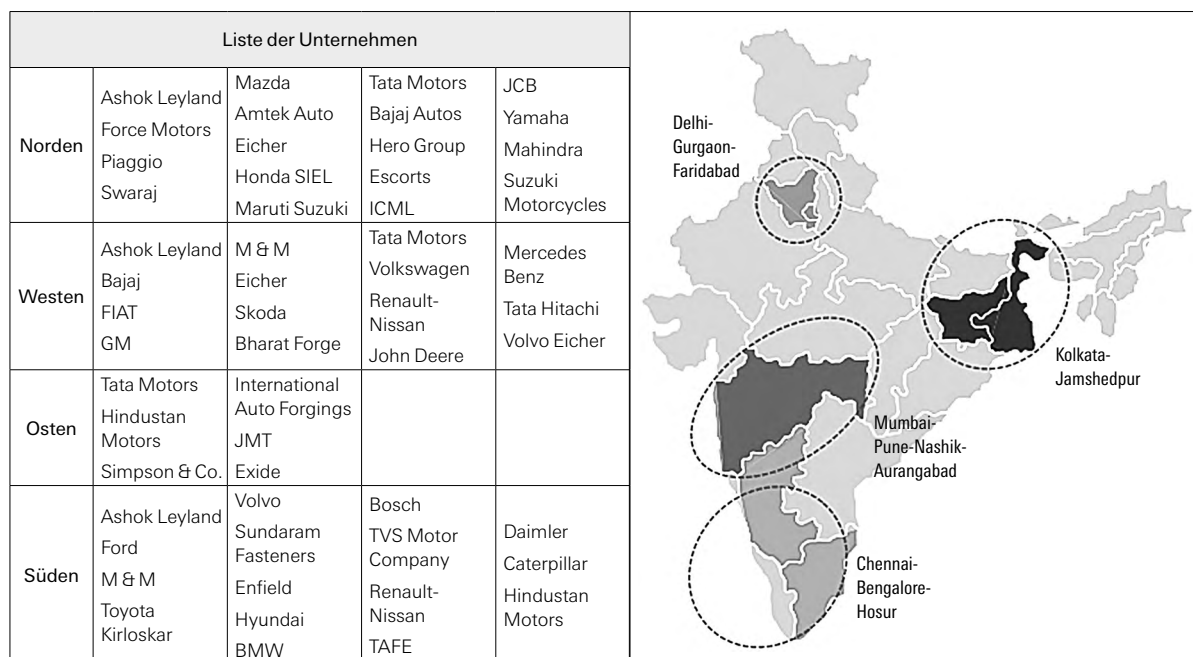 Liste der Unternehmen
Norden
Ashok Leyland
Force Motors
Piaggio
Swaraj
Mazda
Amtek Auto
Eicher
Honda SIEL
Maruti Suzuki
Tata Motors
Bajaj Autos
Hero Group
Escorts
ICML
JCB
Yamaha
Mahindra
Suzuki
Motorcycles
Westen
Ashok Leyland
Bajaj
FIAT
GM
M & M
Eicher
Skoda
Bharat Forge
Tata Motors
Volkswagen
Renault-
Nissan
John Deere
Mercedes
Benz
Tata Hitachi
Volvo Eicher
Osten
Tata Motors
Hindustan
Motors
Simpson & Co.
International
Auto Forgings
JMT
Exide
Süden
Ashok Leyland
Ford
M & M
Toyota
Kirloskar
Volvo
Sundaram
Fasteners
Enfield
Hyundai
BMW
Bosch
TVS Motor
Company
Renault-
Nissan
TAFE
Daimler
Caterpillar
Hindustan
Motors
Delhi-
Gurgaon-
Faridabad
Kolkata-
Jamshedpur
Mumbai-
Pune-Nashik-
Aurangabad
Chennai-
Bengalore-
Hosur